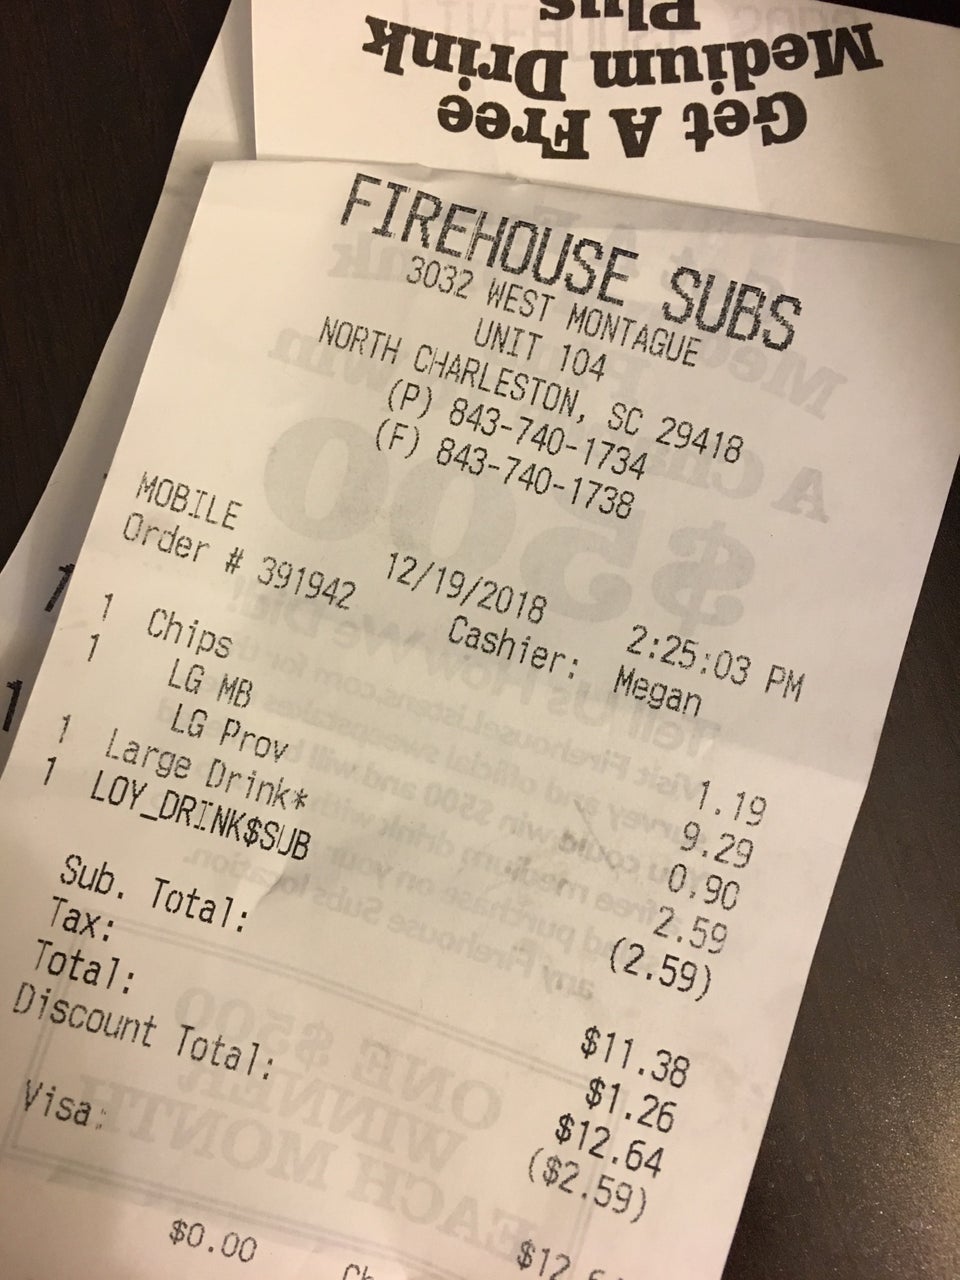 Get A Free
Medium Drink
Plus
FIREHOUSE SUBS
3032 WEST MONTAGUE
UNIT 104
NORTH CHARLESTON, SC 29418
(P) 843-740-1734
(F) 843-740-1738
MOBILE 12/19/2018 2:25:03 PM
Order # 391942 Cashier: Megan
1 Chips 1.19
1 LG MB 9.29
LG Prov 0.90
1 Large Drink* 2.59
1 LOY_DRINK$SUB (2.59)
Sub. Total: $11.38
Tax: $1.26
Total: $12.64
Discount Total: ($2.59)
Visa: $12.6
$0.00 Ch